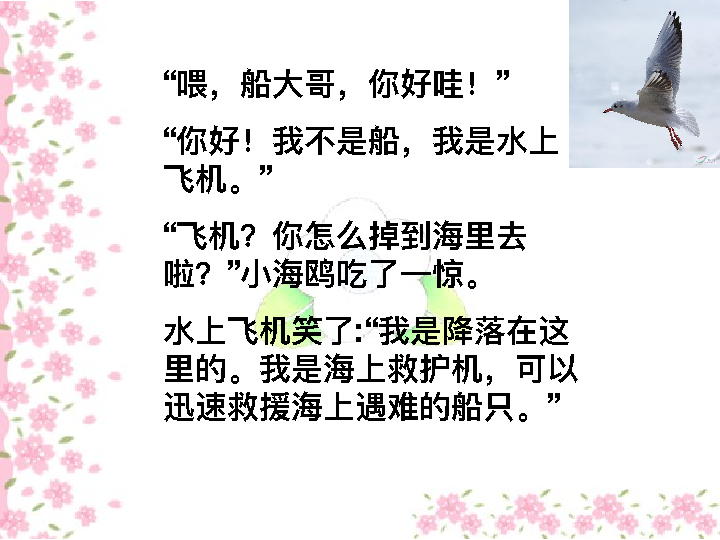 “喂，船大哥，你好哇！”
“你好！我不是船，我是水上
飞机。”
“飞机？你怎么掉到海里去
啦？”小海鸥吃了一惊。
水上飞机笑了:“我是降落在这
里的。我是海上救护机，可以
迅速救援海上遇难的船只。”